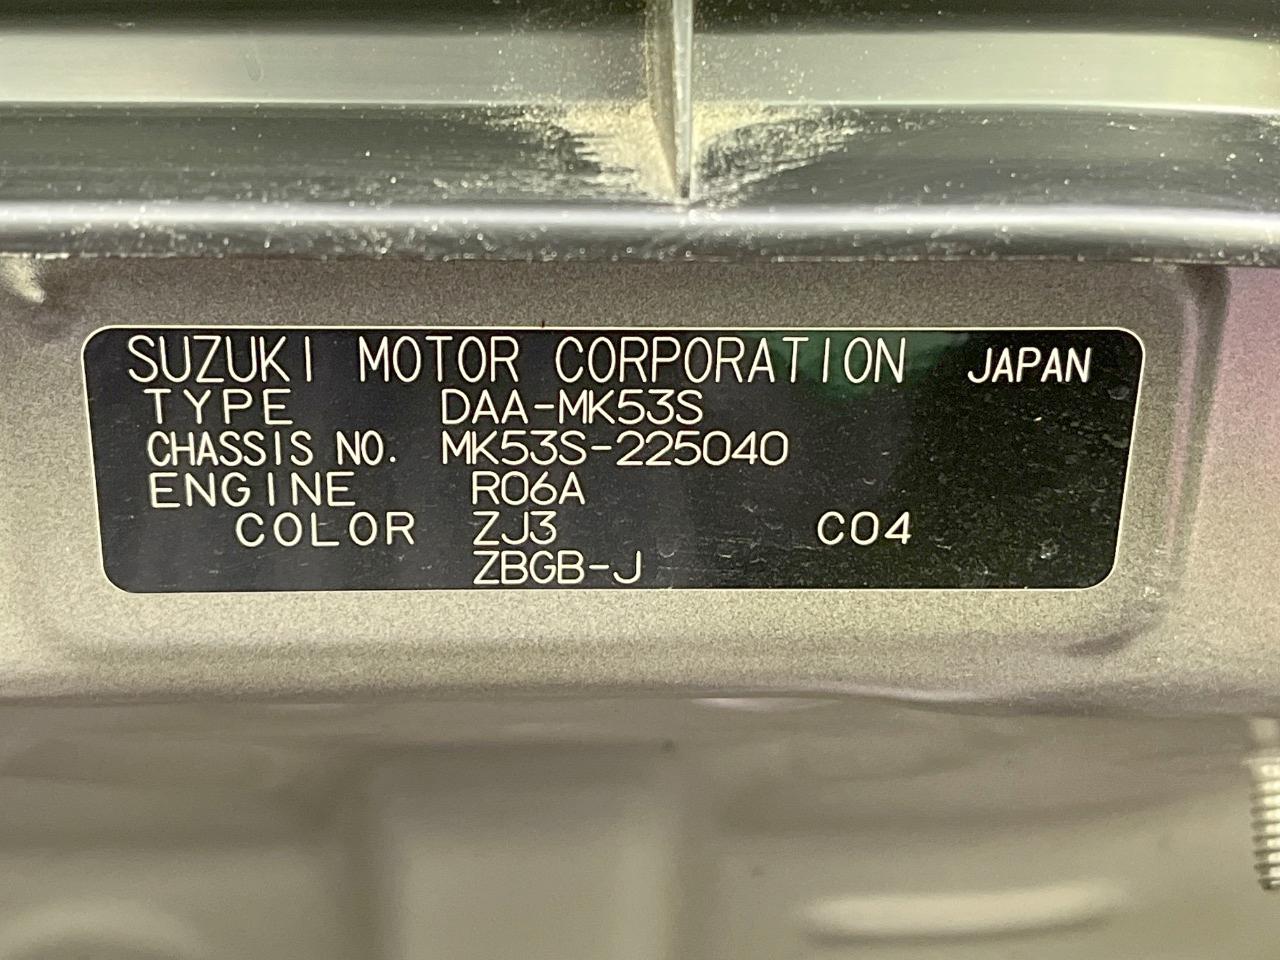 SUZUKI MOTOR CORPORATION JAPAN
TYPE DAA-MK53S
CHASSIS NO. MK53S-225040
ENGINE R06A
COLOR ZJ3 C04
ZBGB-J